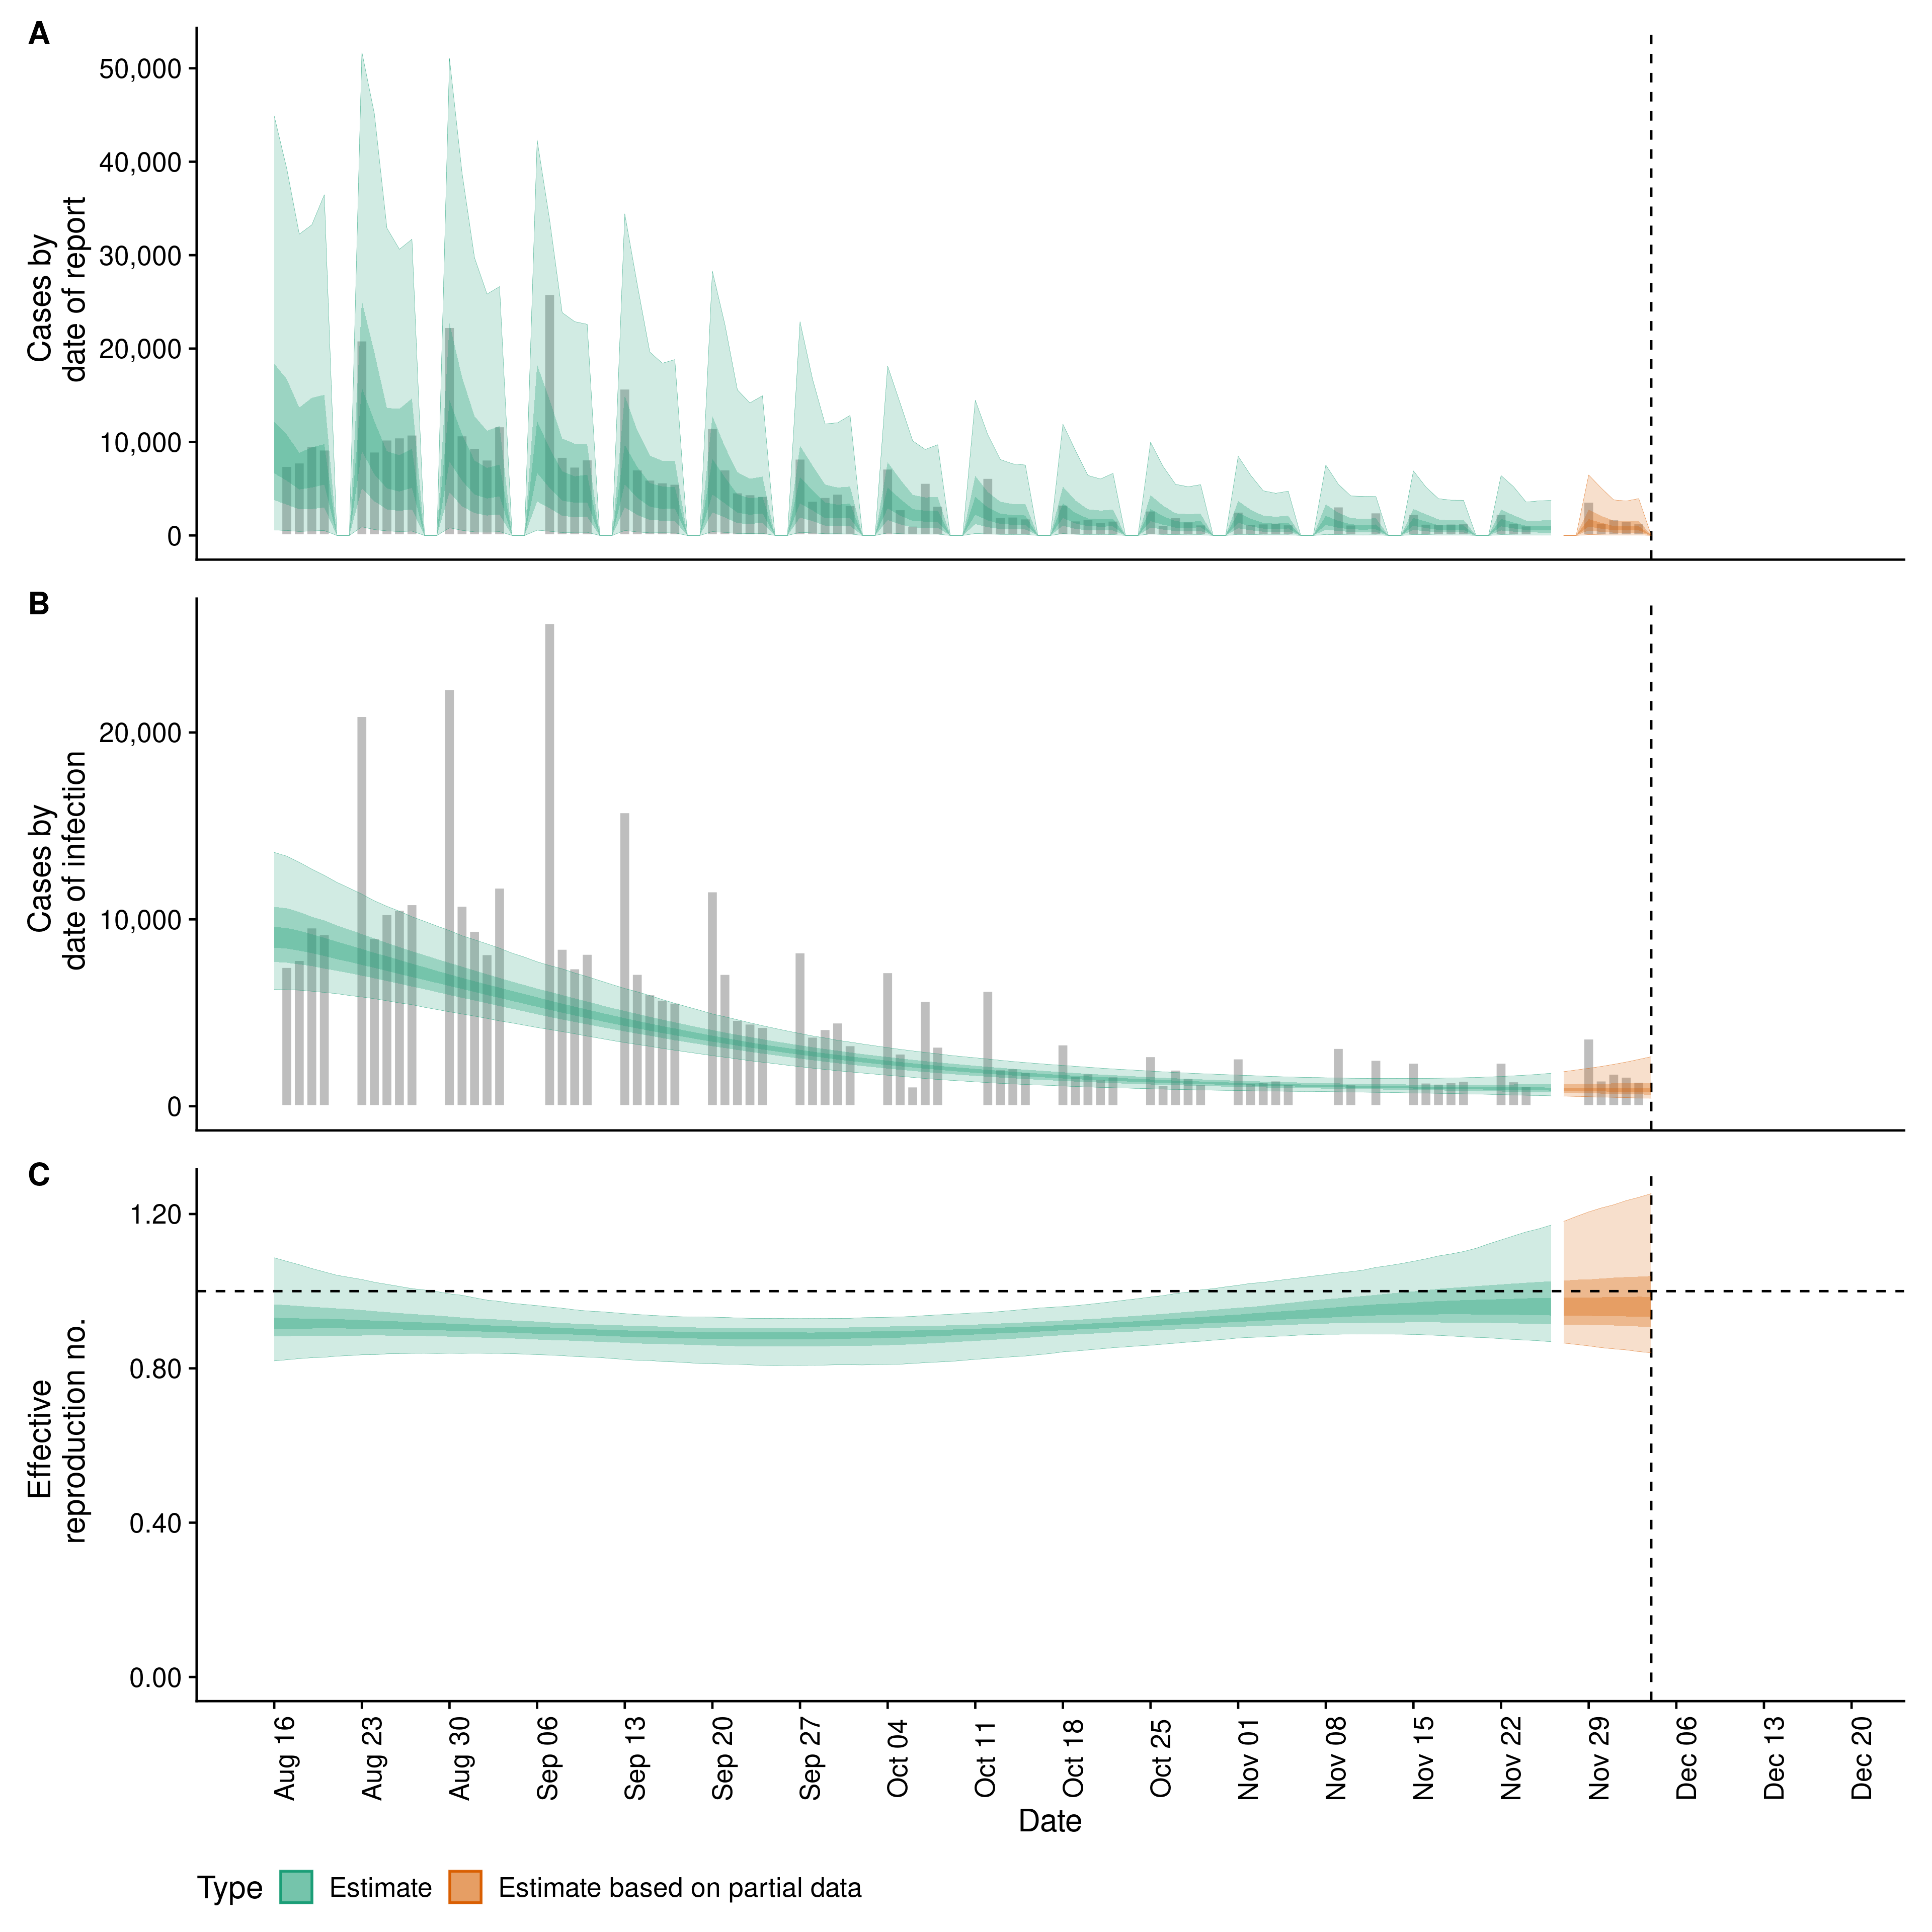 A
50,000
40,000
30,000
20,000
10,000
0
Cases by
date of report
B
20,000
10,000
0
Cases by
date of infection
C
1.20
0.80
0.40
0.00
Effective
reproduction no.
Aug 16
Aug 23
Aug 30
Sep 06
Sep 13
Sep 20
Sep 27
Oct 04
Oct 11
Oct 18
Oct 25
Nov 01
Nov 08
Nov 15
Nov 22
Nov 29
Dec 06
Dec 13
Dec 20
Date
Type Estimate Estimate based on partial data